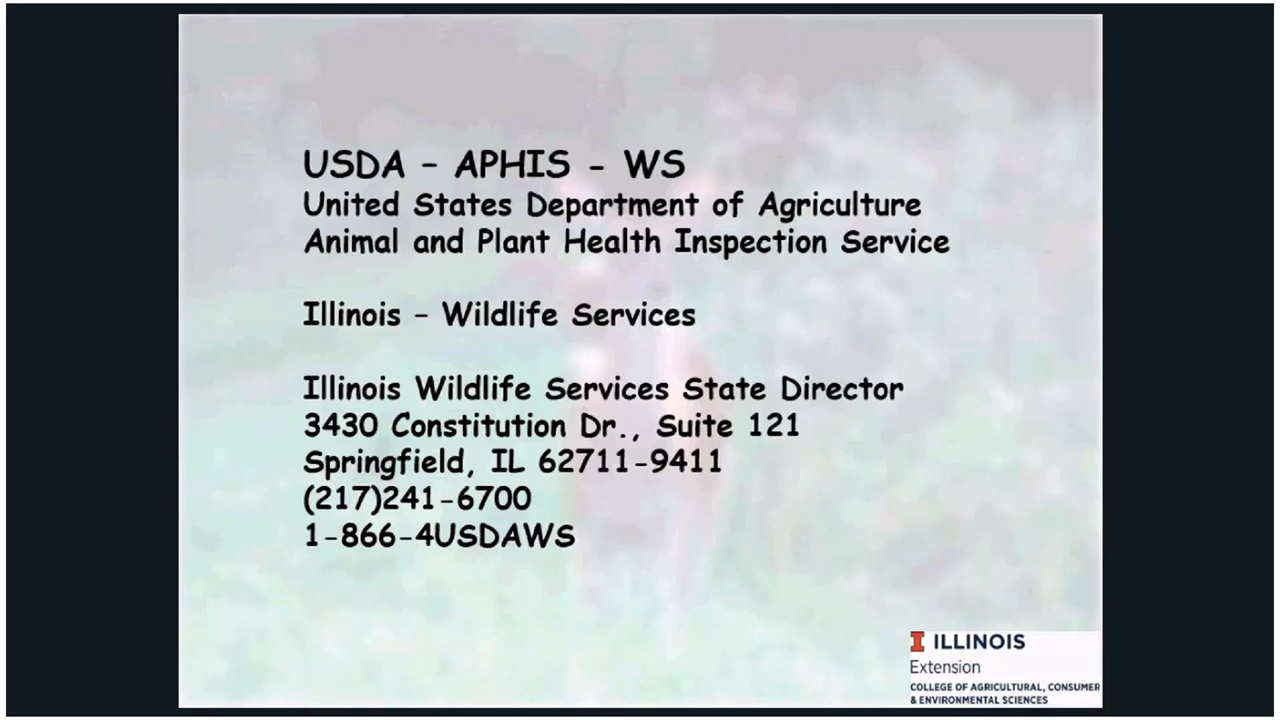 USDA – APHIS - WS
United States Department of Agriculture
Animal and Plant Health Inspection Service
Illinois – Wildlife Services
Illinois Wildlife Services State Director
3430 Constitution Dr., Suite 121
Springfield, IL 62711-9411
(217)241-6700
1-866-4USDAWS
I ILLINOIS
Extension
COLLEGE OF AGRICULTURAL, CONSUMER
& ENVIRONMENTAL SCIENCES